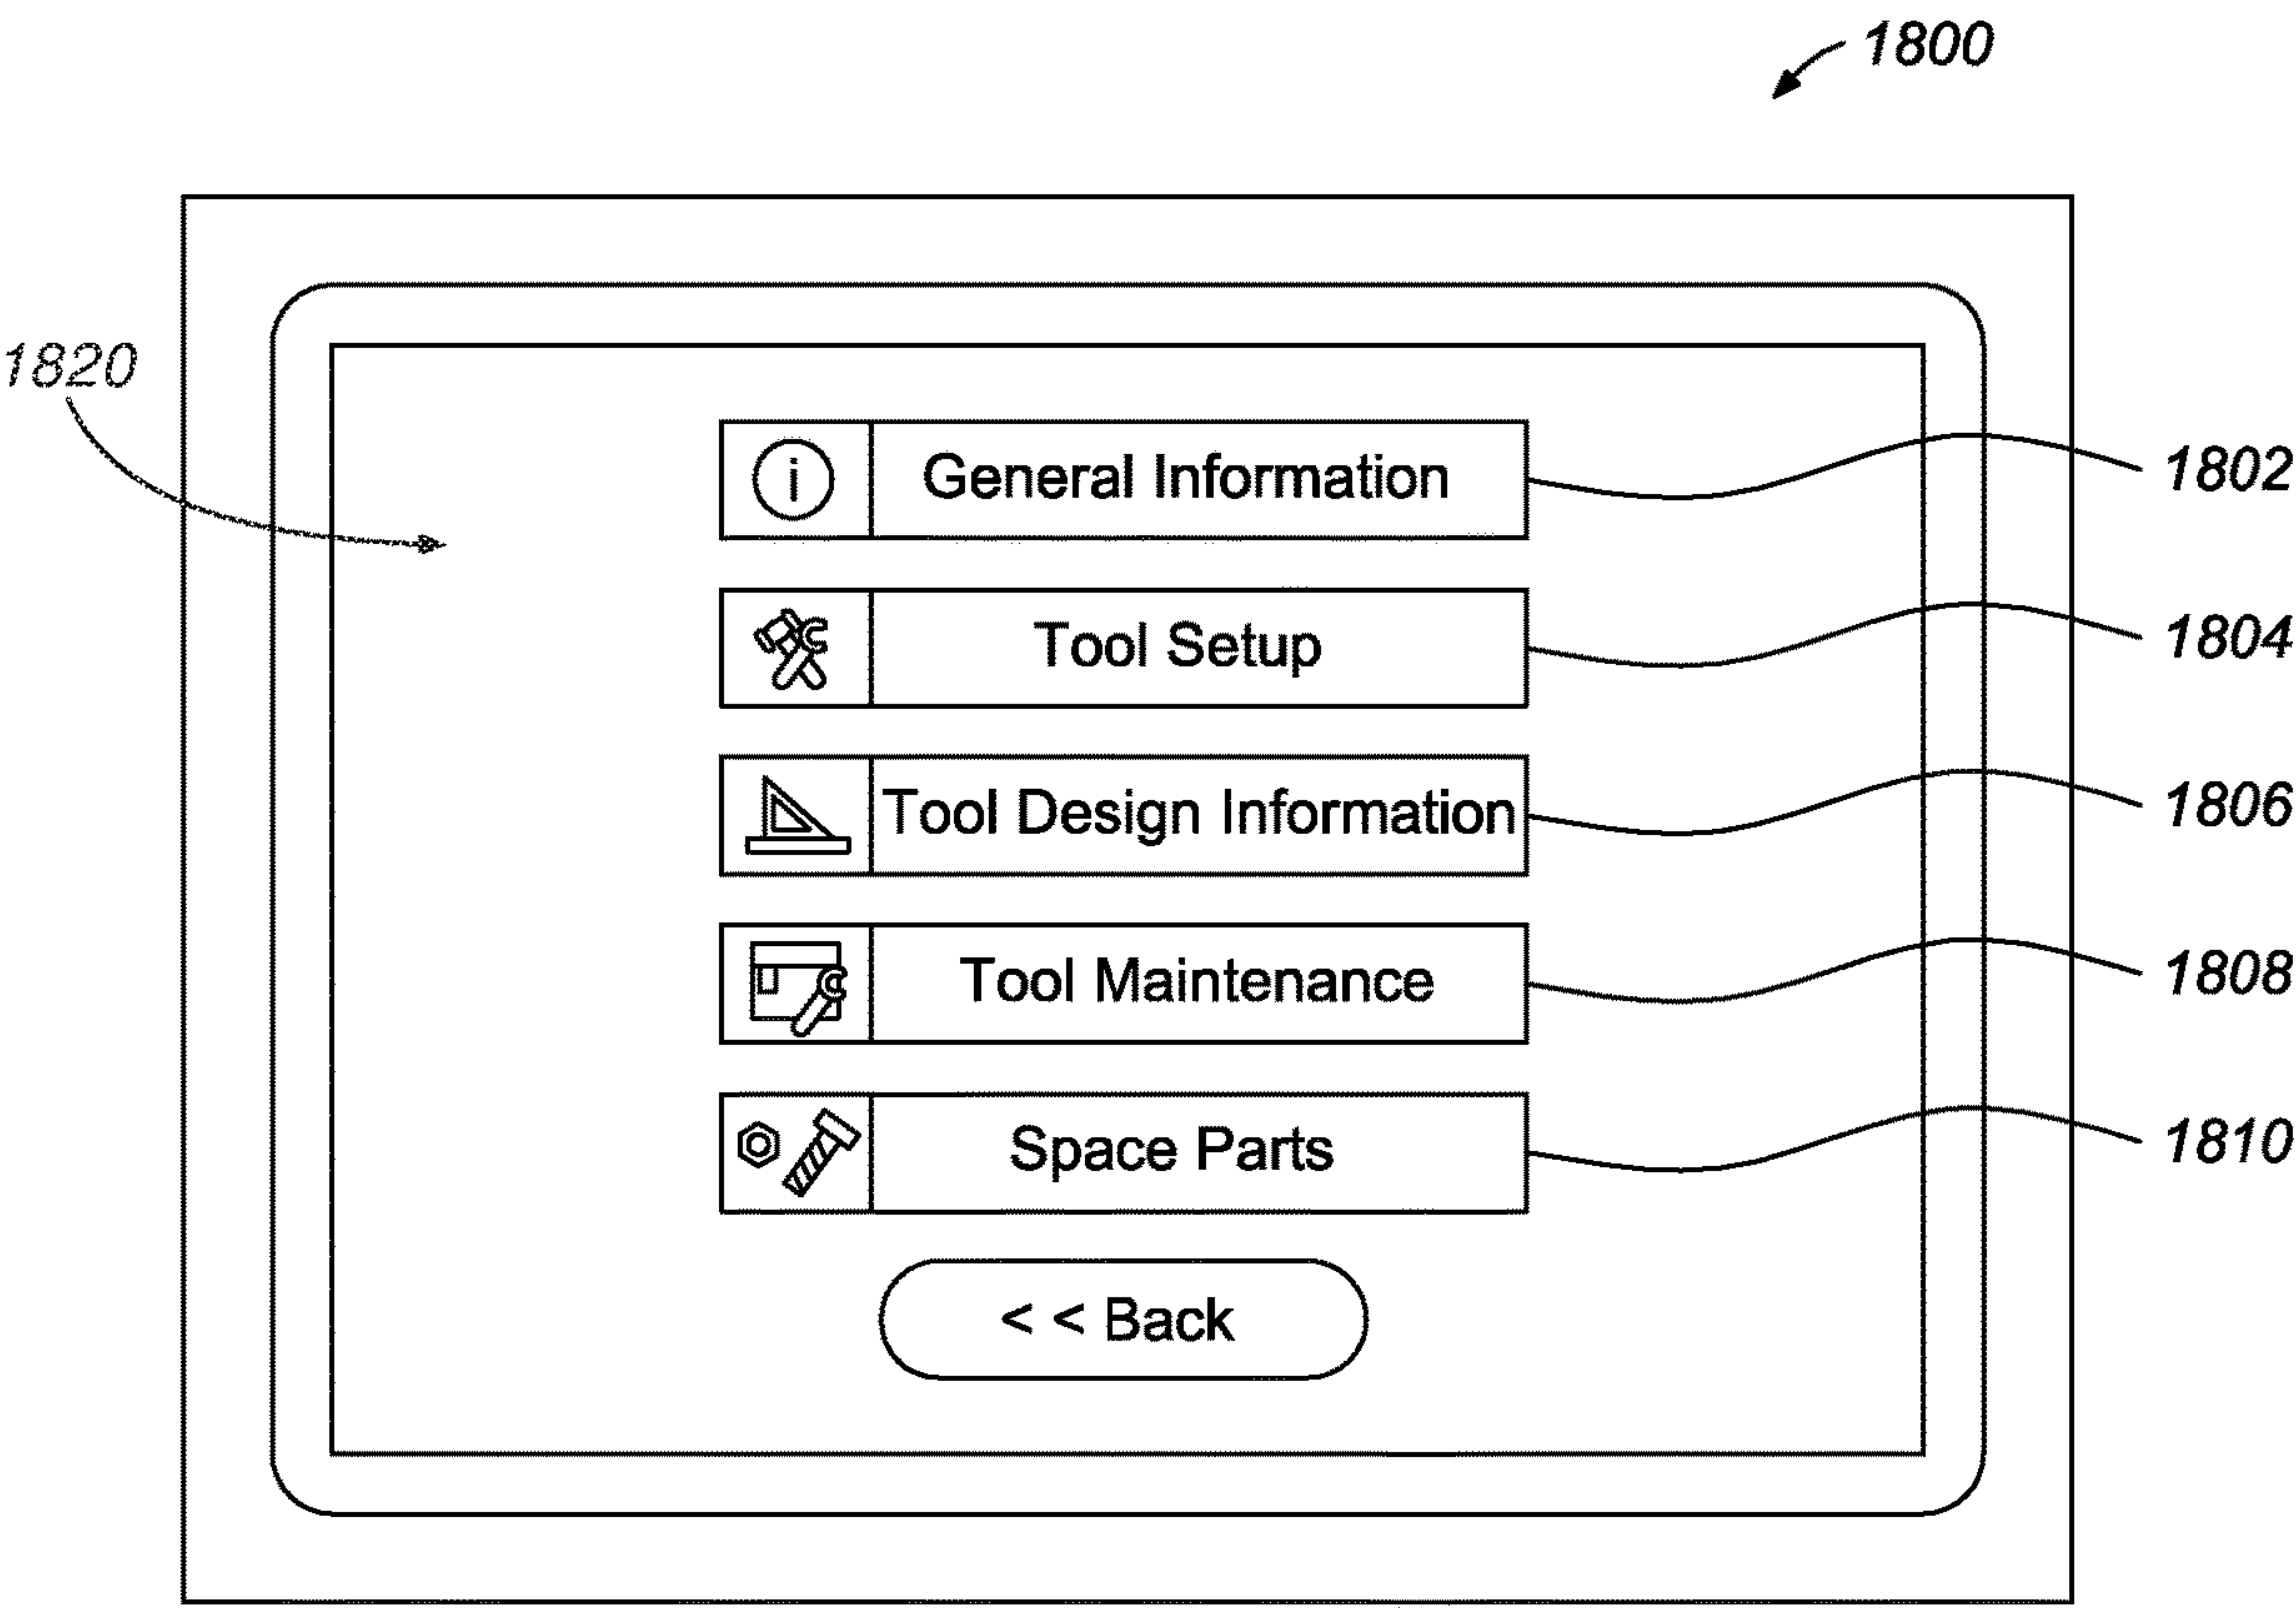 1800
1820
i General Information 1802
Tool Setup 1804
Tool Design Information 1806
Tool Maintenance 1808
Space Parts 1810
< < Back